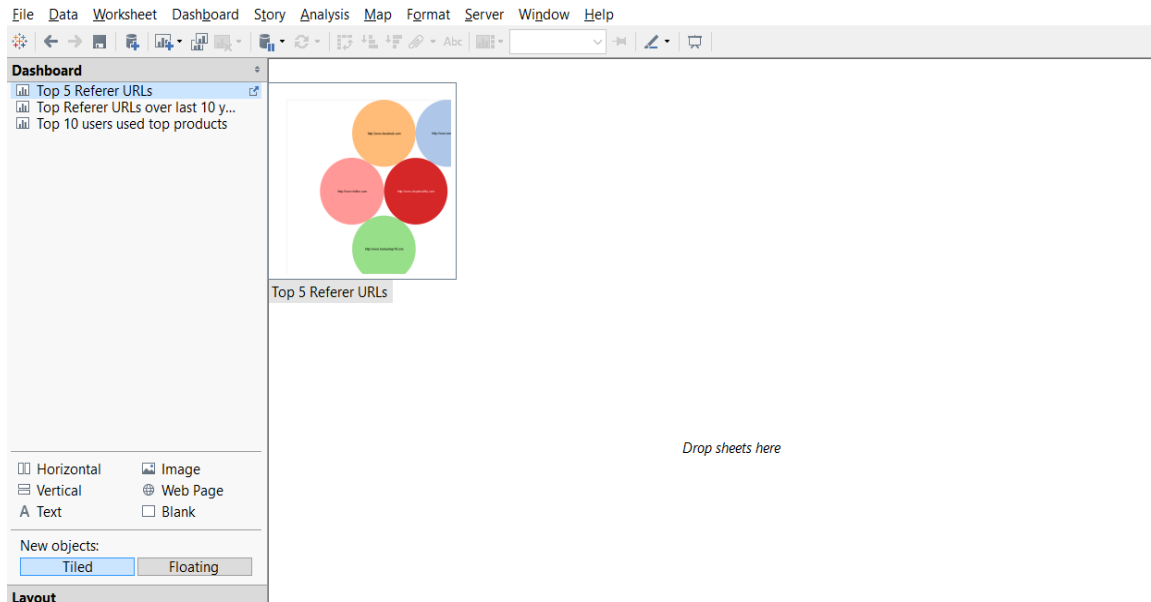 File Data Worksheet Dashboard Story Analysis Map Format Server Window Help
Abc
Dashboard
Top 5 Referer URLs
Top Referer URLs over last 10 y...
Top 10 users used top products
Top 5 Referer URLs
Drop sheets here
Horizontal Image
Vertical Web Page
A Text Blank
New objects:
Tiled Floating
Layout